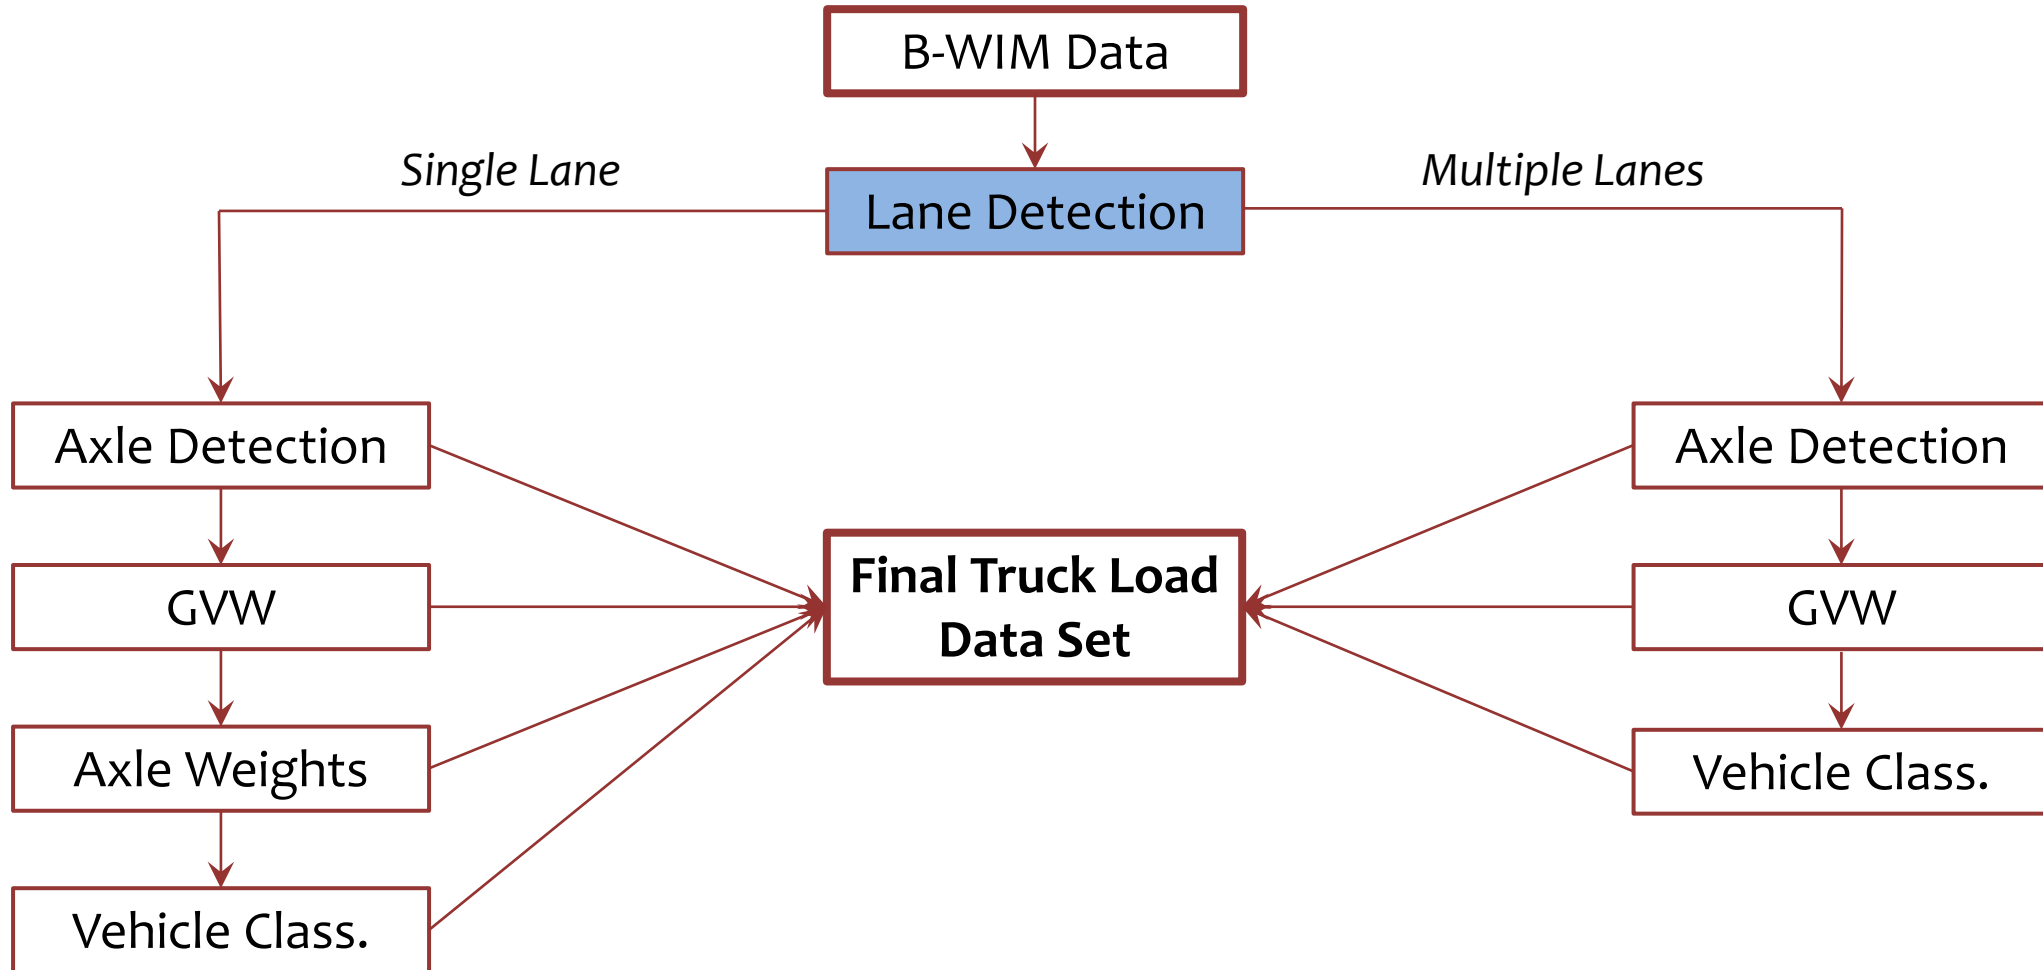 B-WIM Data
Single Lane
Lane Detection
Multiple Lanes
Axle Detection
GVW
Axle Weights
Vehicle Class.
Final Truck Load
Data Set
Axle Detection
GVW
Vehicle Class.